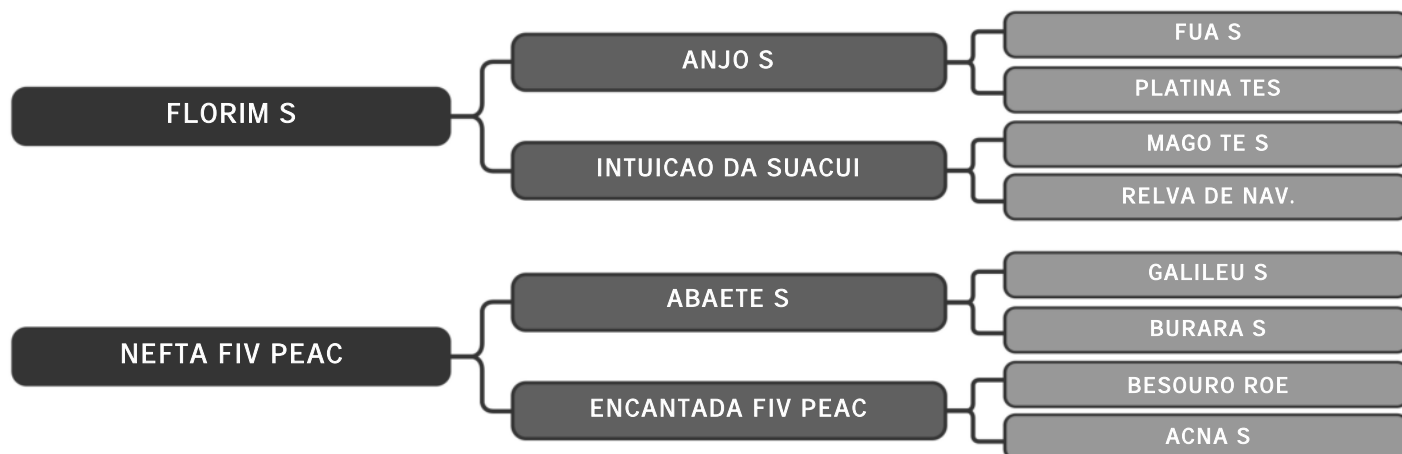 FLORIM S
ANJO S
INTUICAO DA SUACUI
FUA S
PLATINA TES
MAGO TE S
RELVA DE NAV.
NEFTA FIV PEAC
ABAETE S
ENCANTADA FIV PEAC
GALILEU S
BURARA S
BESOURO ROE
ACNA S